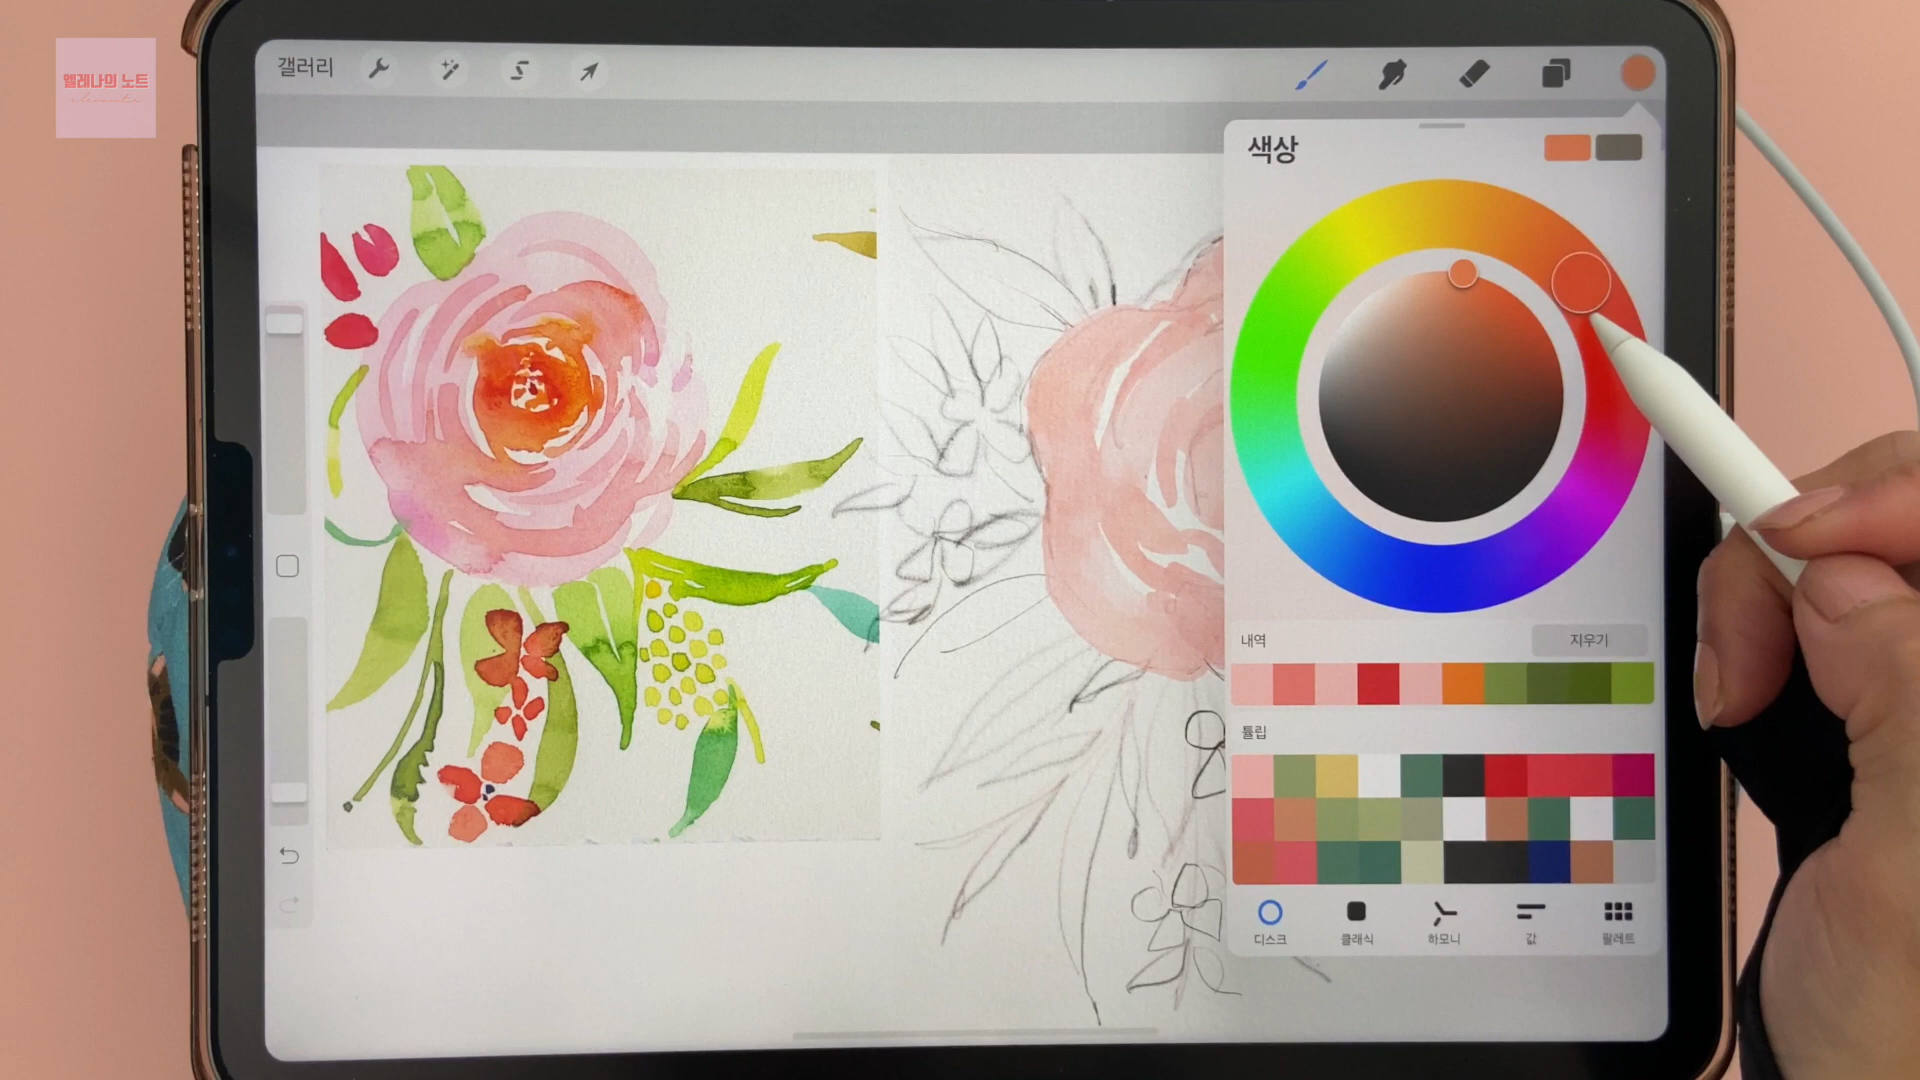 엘레나의 노트
갤러리
색상
내역
지우기
튤립
디스크
클래식
하모니
값
팔레트